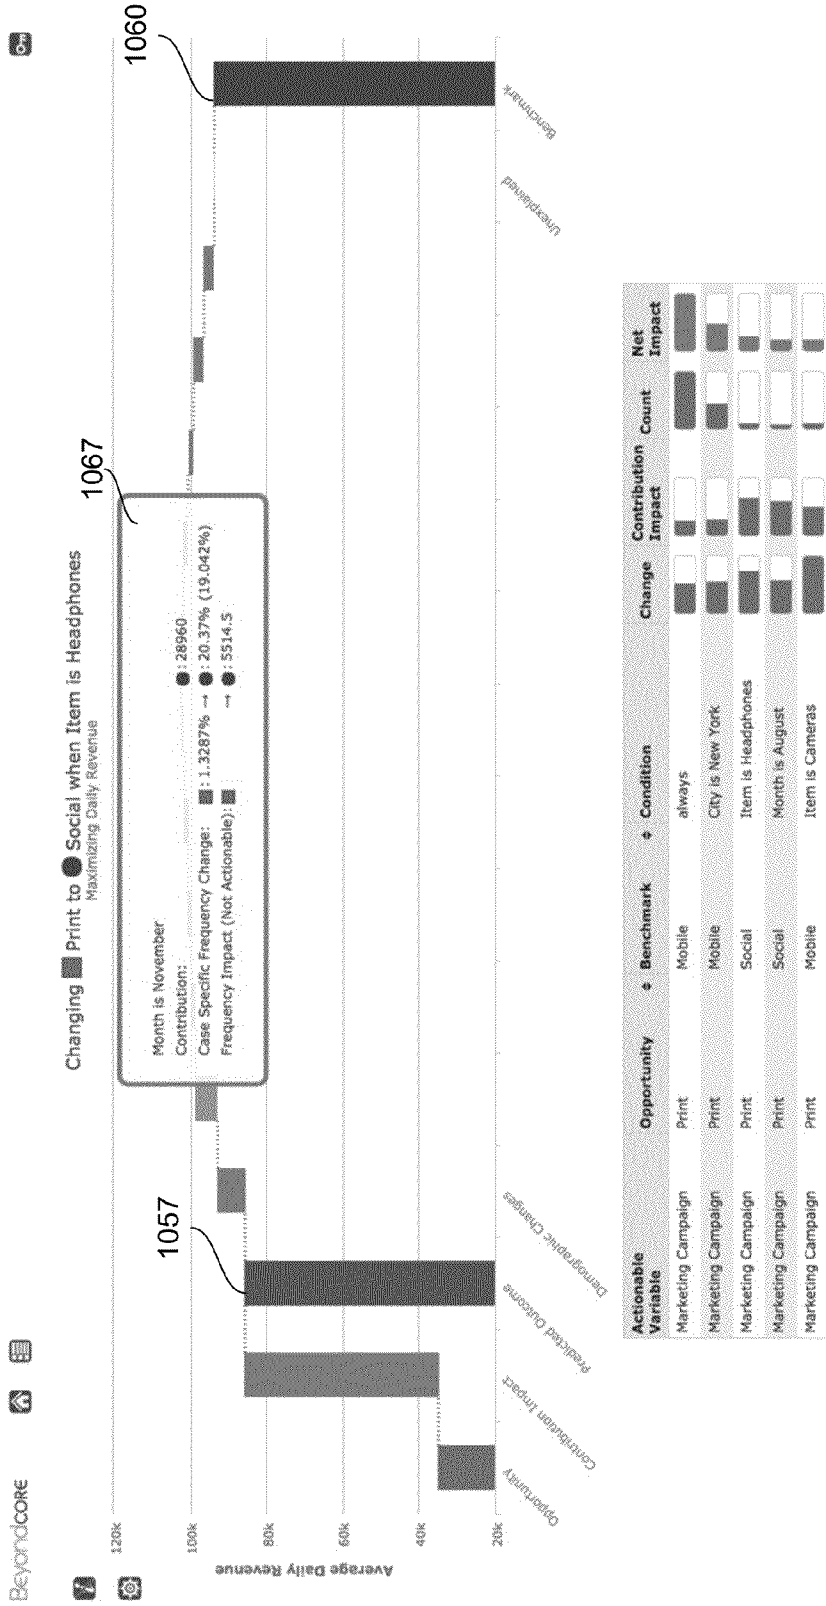 BeyondCORE
Changing Print to Social when Item is Headphones
Maximizing Daily Revenue
120k
100k
80k
60k
40k
20k
Average Daily Revenue
1067
1060
1057
Month is November
Contribution: :28960
Case Specific Frequency Change: : 1.3287% → : 20.37% (19.042%)
Frequency Impact (Not Actionable): → : 5514.5
Opportunity
Contribution Impact
Predicted Outcome
Demographic Changes
Unexplained
Benchmark
Actionable Variable Opportunity Benchmark Condition Change Contribution Impact Count Net Impact
Marketing Campaign Print Mobile always
Marketing Campaign Print Mobile City is New York
Marketing Campaign Print Social Item is Headphones
Marketing Campaign Print Social Month is August
Marketing Campaign Print Mobile Item is Cameras